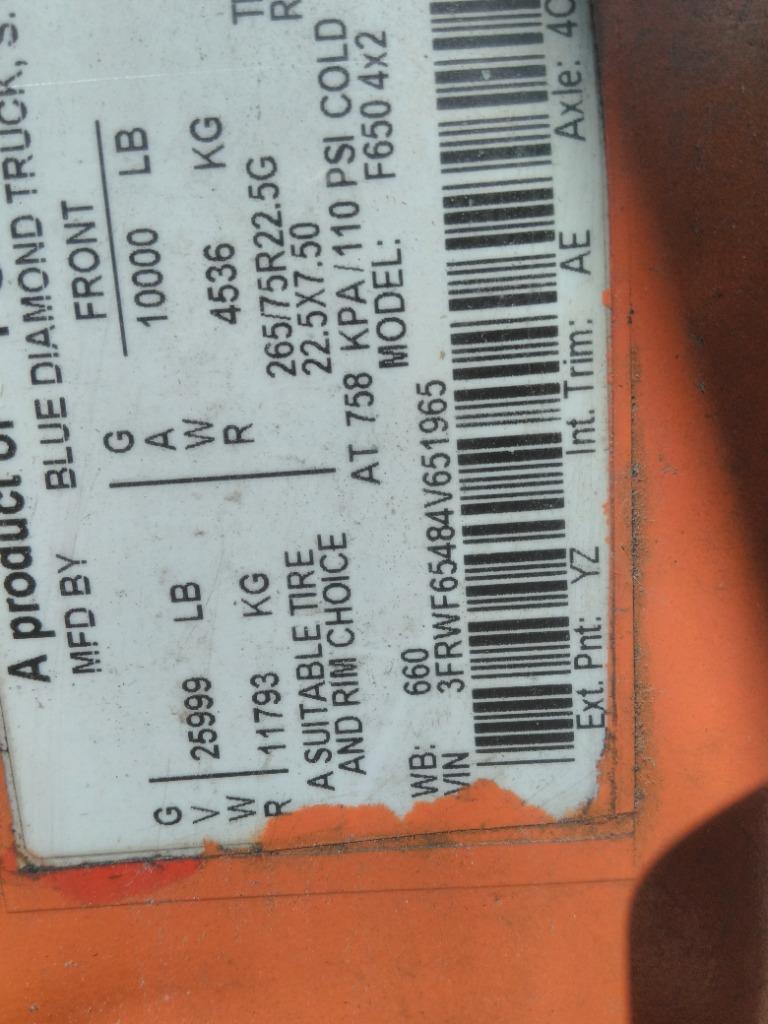 A product of
MFD BY BLUE DIAMOND TRUCK, S.
FRONT
G
V
W
R
25999 LB
11793 KG
G
A
W
R
10000 LB
4536 KG
A SUITABLE TIRE
AND RIM CHOICE
265/75R22.5G
22.5X7.50
AT 758 KPA/110 PSI COLD
WB: 660 MODEL: F650 4x2
VIN 3FRWF65484V651965
Ext. Pnt: YZ Int. Trim: AE Axle: 4C